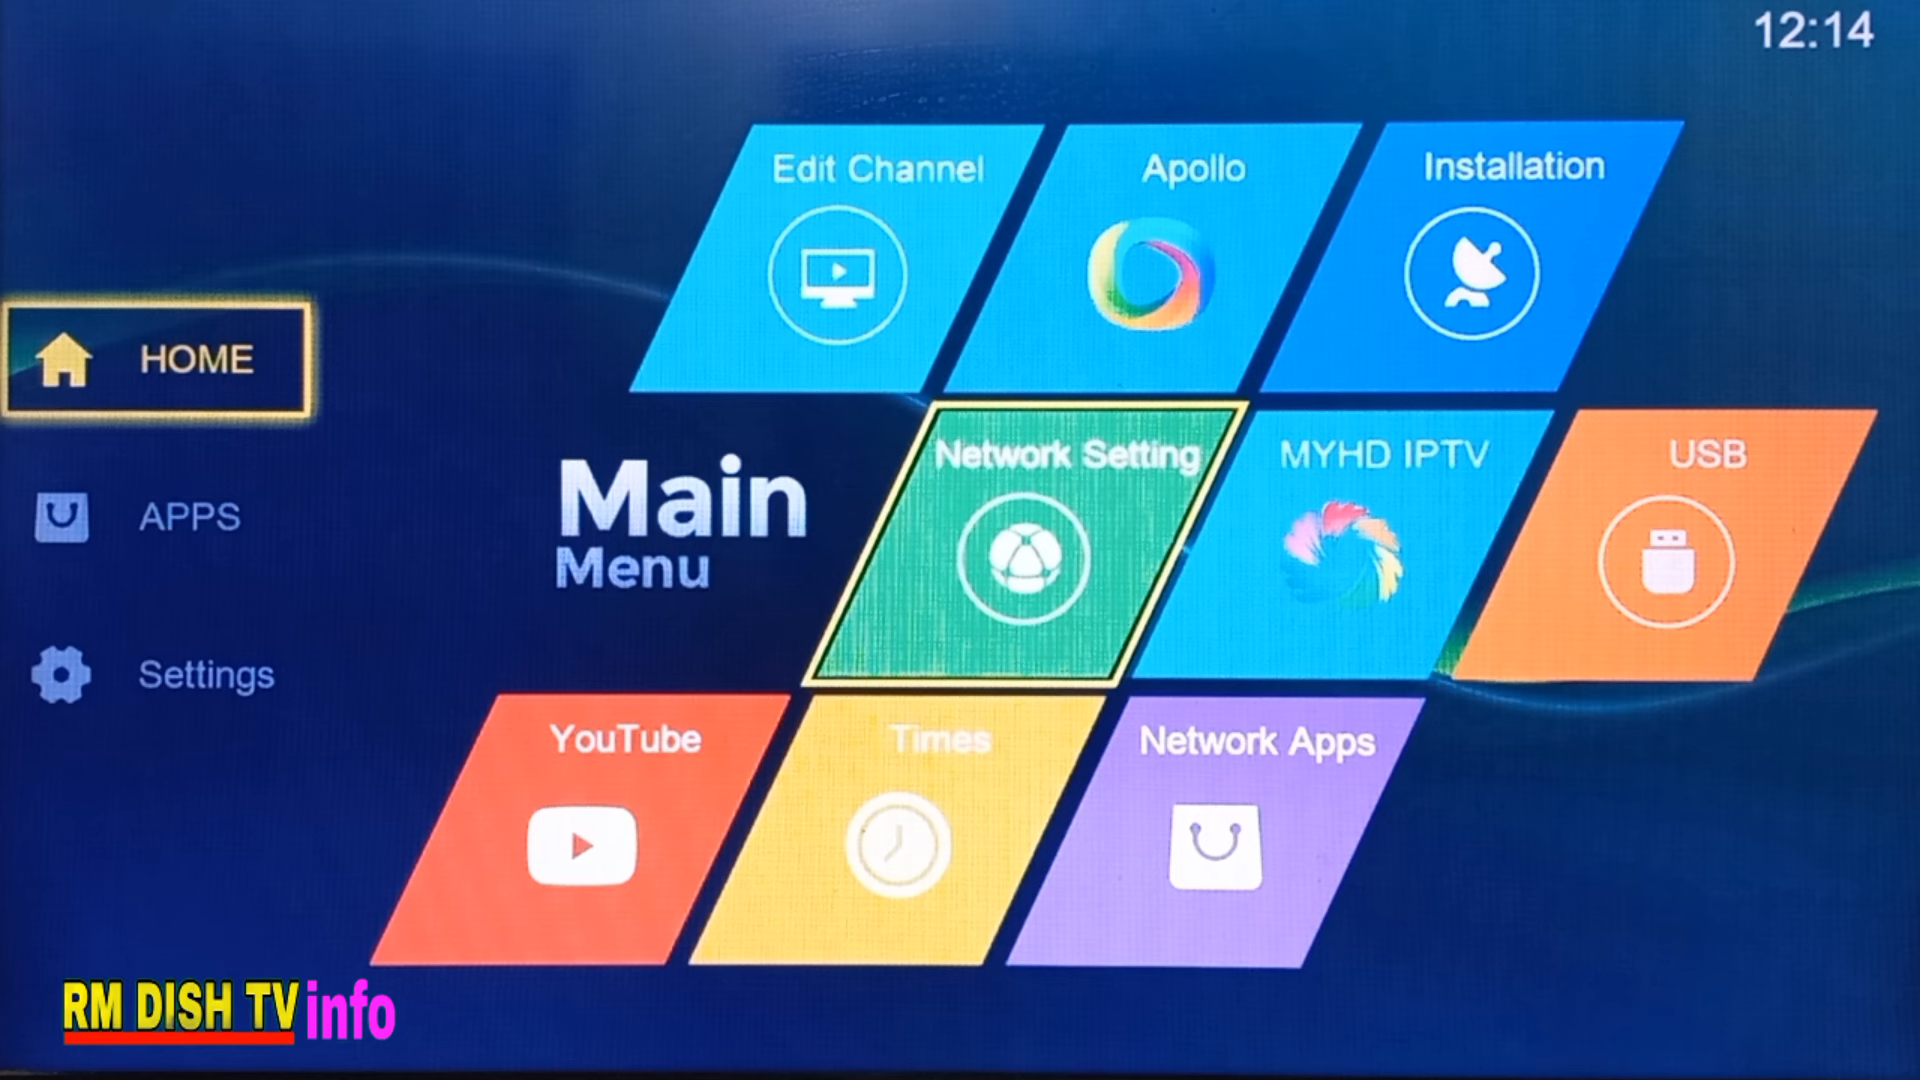 12:14
Edit Channel
Apollo
Installation
HOME
APPS
Settings
Main
Menu
Network Setting
MYHD IPTV
USB
YouTube
Times
Network Apps
RM DISH TV info